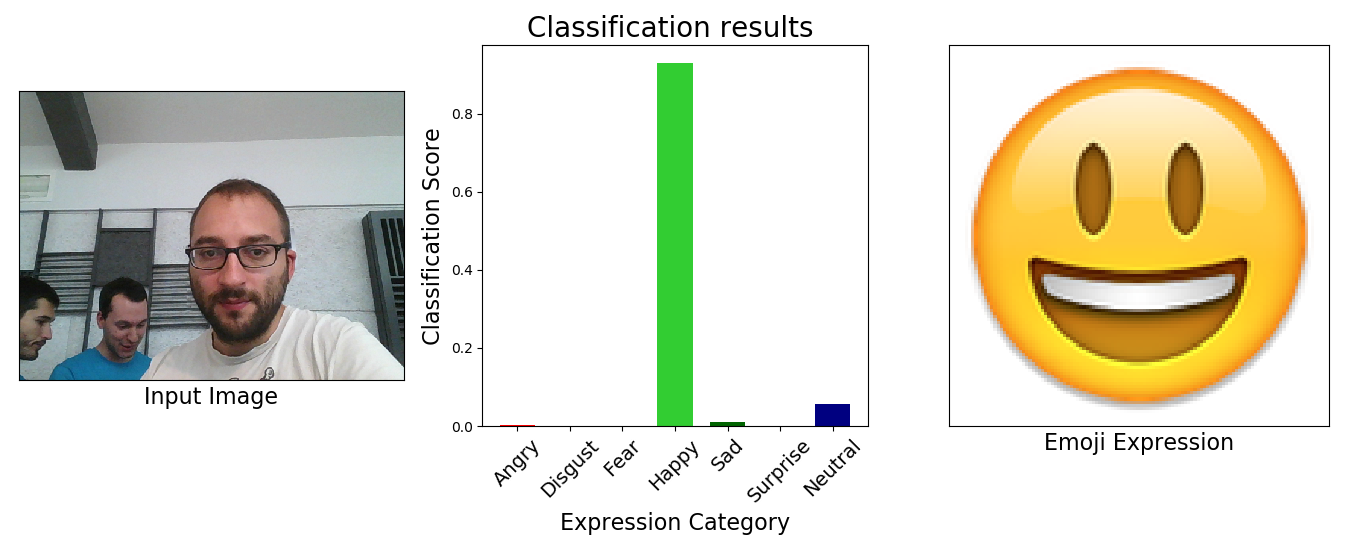 Classification results
Classification Score
0.8
0.6
0.4
0.2
0.0
Angry
Disgust
Fear
Happy
Sad
Surprise
Neutral
Expression Category
Input Image
Emoji Expression